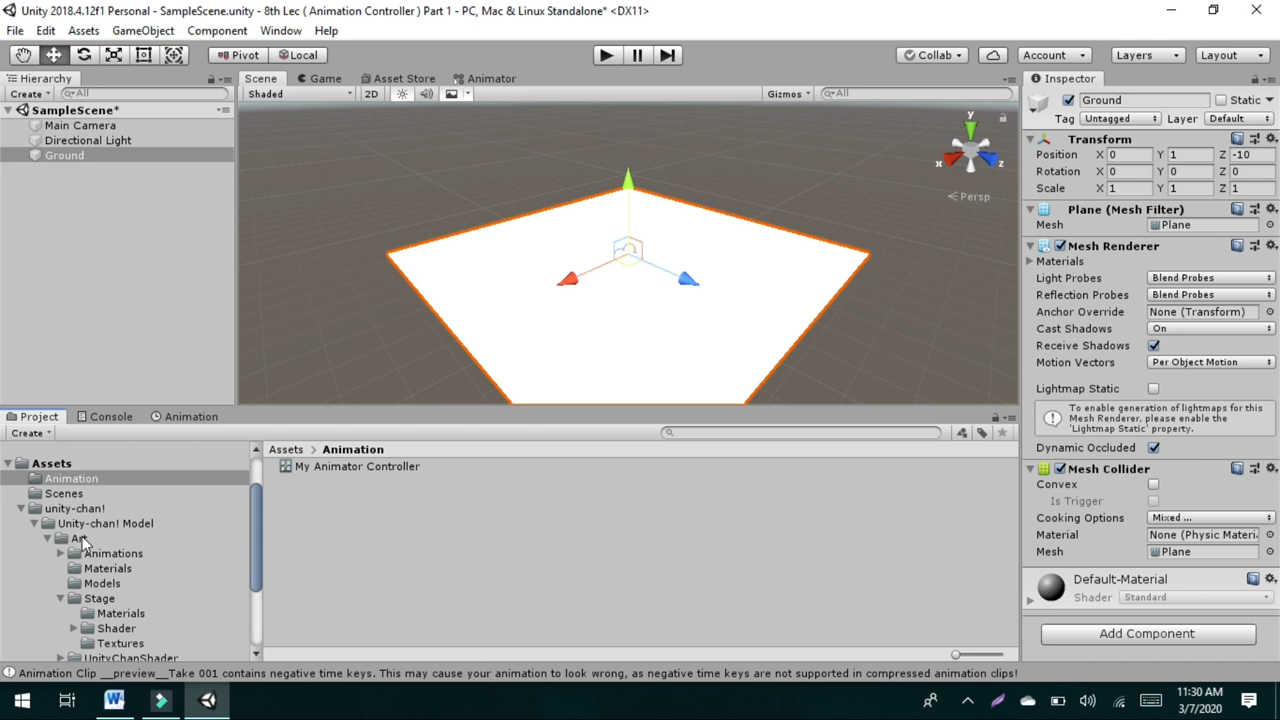 Unity 2018.4.12f1 Personal - SampleScene.unity - 8th Lec ( Animation Controller ) Part 1 - PC, Mac & Linux Standalone* <DX11>
File Edit Assets GameObject Component Window Help
Pivot Local Collab Account Layers Layout
Hierarchy Scene Game Asset Store Animator Inspector
Create All Shaded 2D Gizmos All
SampleScene*
Main Camera
Directional Light
Ground
y
x
z
Persp
Ground Static
Tag Untagged Layer Default
Transform
Position X 0 Y 1 Z -10
Rotation X 0 Y 0 Z 0
Scale X 1 Y 1 Z 1
Plane (Mesh Filter)
Mesh Plane
Mesh Renderer
Materials
Light Probes Blend Probes
Reflection Probes Blend Probes
Anchor Override None (Transform)
Cast Shadows On
Receive Shadows
Motion Vectors Per Object Motion
Lightmap Static
To enable generation of lightmaps for this
Mesh Renderer, please enable the
'Lightmap Static' property.
Dynamic Occluded
Mesh Collider
Convex
Is Trigger
Cooking Options Mixed ...
Material None (Physic Materi
Mesh Plane
Default-Material
Shader Standard
Add Component
Project Console Animation
Create
Assets
Animation
Scenes
unity-chan!
Unity-chan! Model
Animations
Materials
Models
Stage
Materials
Shader
Textures
UnityChanShader
Assets Animation
My Animator Controller
Animation Clip __preview__Take 001 contains negative time keys. This may cause your animation to look wrong, as negative time keys are not supported in compressed animation clips!
11:30 AM
3/7/2020